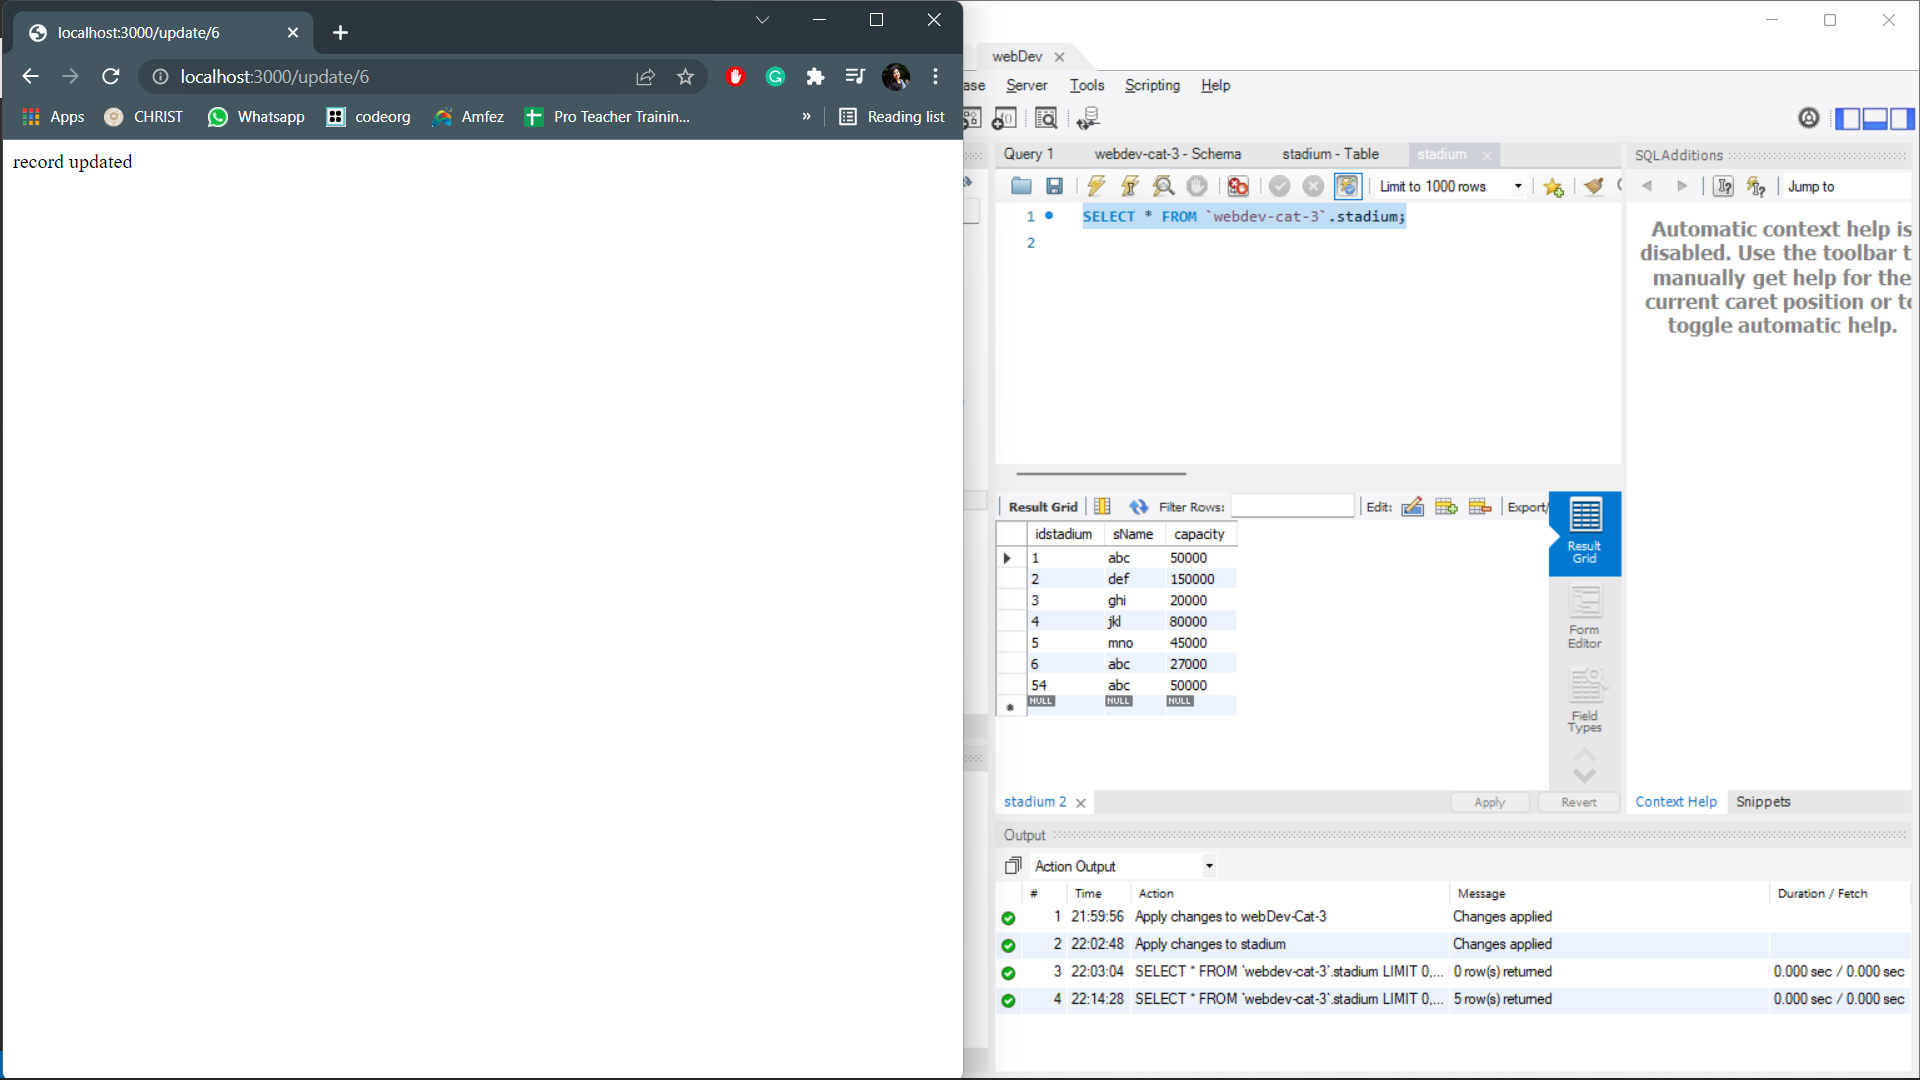 localhost:3000/update/6
localhost:3000/update/6
Apps CHRIST Whatsapp codeorg Amfez Pro Teacher Trainin... » Reading list
record updated
webDev
ase Server Tools Scripting Help
Query 1 webdev-cat-3 - Schema stadium - Table stadium
Limit to 1000 rows
1 SELECT * FROM `webdev-cat-3`.stadium;
2
SQLAdditions
Jump to
Automatic context help is
disabled. Use the toolbar t
manually get help for the
current caret position or to
toggle automatic help.
Result Grid Filter Rows: Edit: Export/
idstadium sName capacity
1 abc 50000
2 def 150000
3 ghi 20000
4 jkl 80000
5 mno 45000
6 abc 27000
54 abc 50000
NULL NULL NULL
Result
Grid
Form
Editor
Field
Types
stadium 2 Apply Revert
Context Help Snippets
Output
Action Output
# Time Action Message Duration / Fetch
1 21:59:56 Apply changes to webDev-Cat-3 Changes applied
2 22:02:48 Apply changes to stadium Changes applied
3 22:03:04 SELECT * FROM `webdev-cat-3`.stadium LIMIT 0,... 0 row(s) returned 0.000 sec / 0.000 sec
4 22:14:28 SELECT * FROM `webdev-cat-3`.stadium LIMIT 0,... 5 row(s) returned 0.000 sec / 0.000 sec